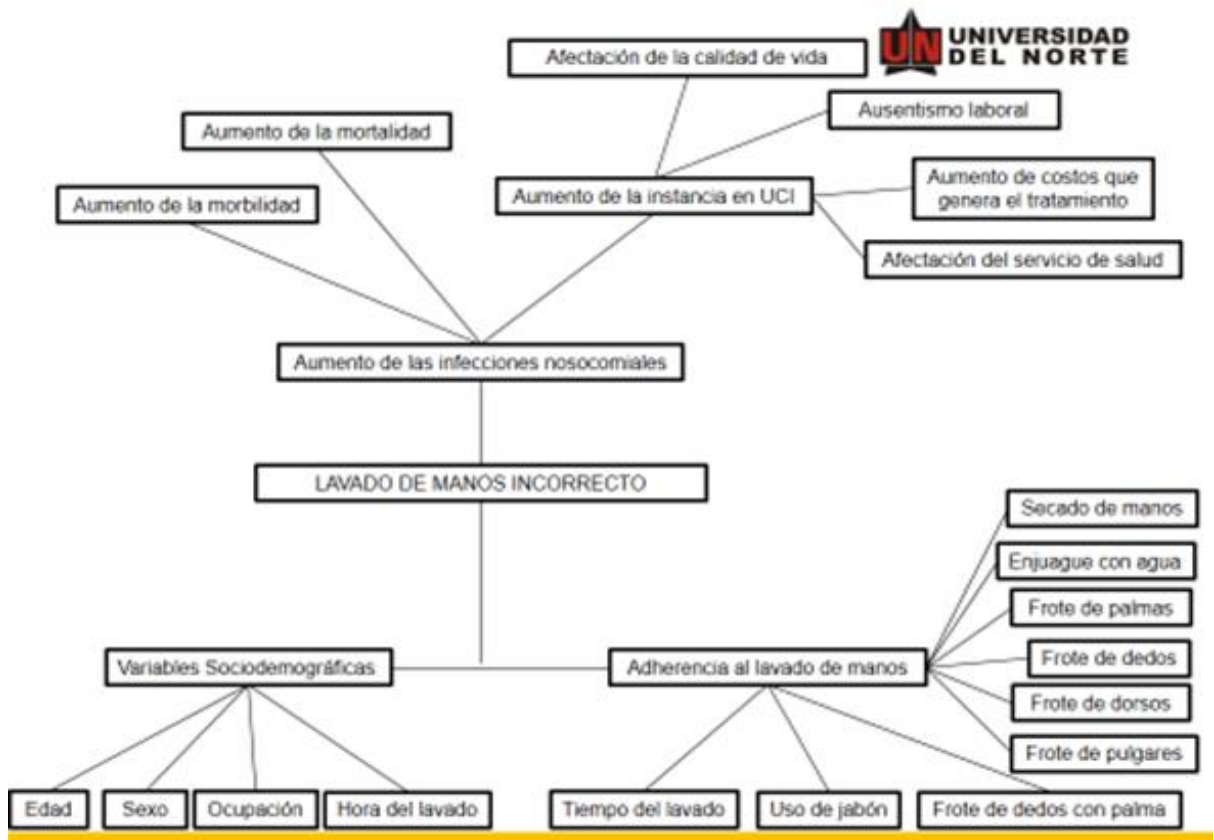 UNIVERSIDAD
DEL NORTE
UN
Afectación de la calidad de vida
Ausentismo laboral
Aumento de la mortalidad
Aumento de la morbilidad
Aumento de la instancia en UCI
Aumento de costos que
genera el tratamiento
Afectación del servicio de salud
Aumento de las infecciones nosocomiales
LAVADO DE MANOS INCORRECTO
Secado de manos
Enjuague con agua
Frote de palmas
Frote de dedos
Frote de dorsos
Frote de pulgares
Variables Sociodemográficas
Adherencia al lavado de manos
Edad
Sexo
Ocupación
Hora del lavado
Tiempo del lavado
Uso de jabón
Frote de dedos con palma